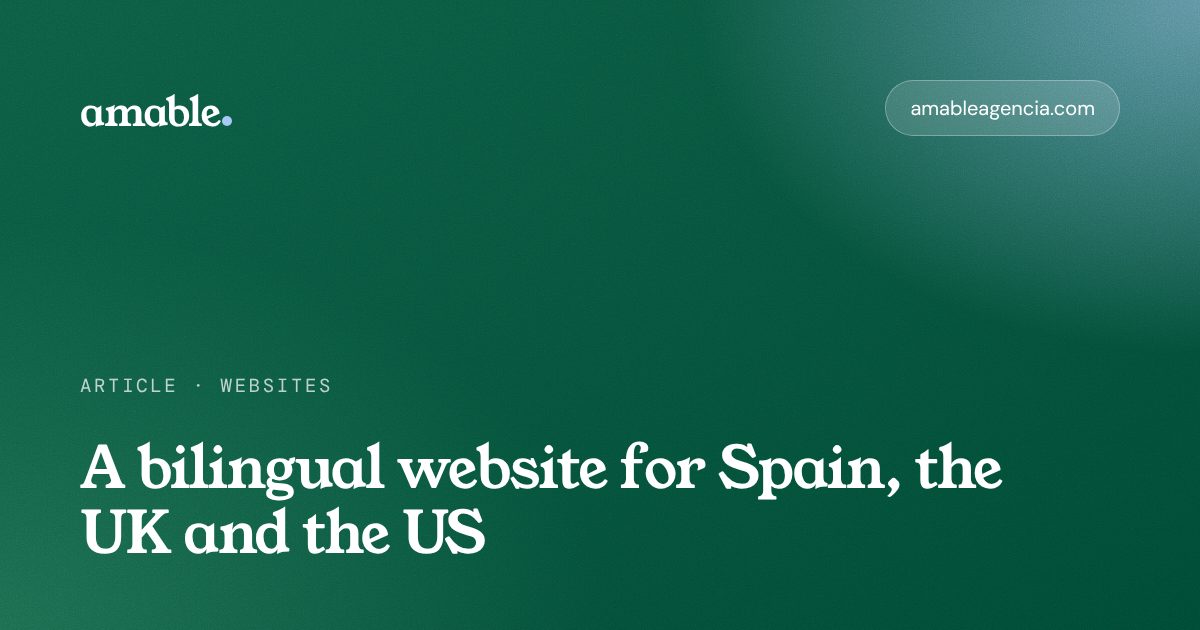 amable.
amableagencia.com
ARTICLE · WEBSITES
A bilingual website for Spain, the
UK and the US